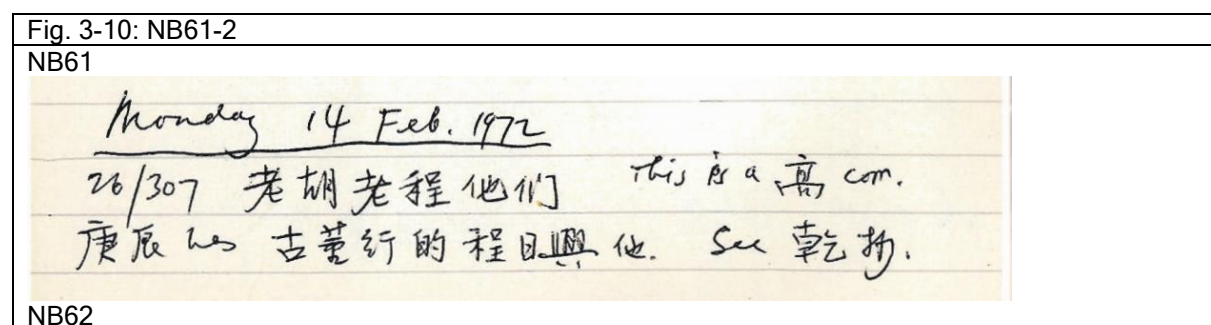 Fig. 3-10: NB61-2
NB61
Monday 14 Feb. 1972
26/307 老胡老程他们 This is a 高 com.
庚辰 has 古董行的程日興他. See 乾抄.
NB62